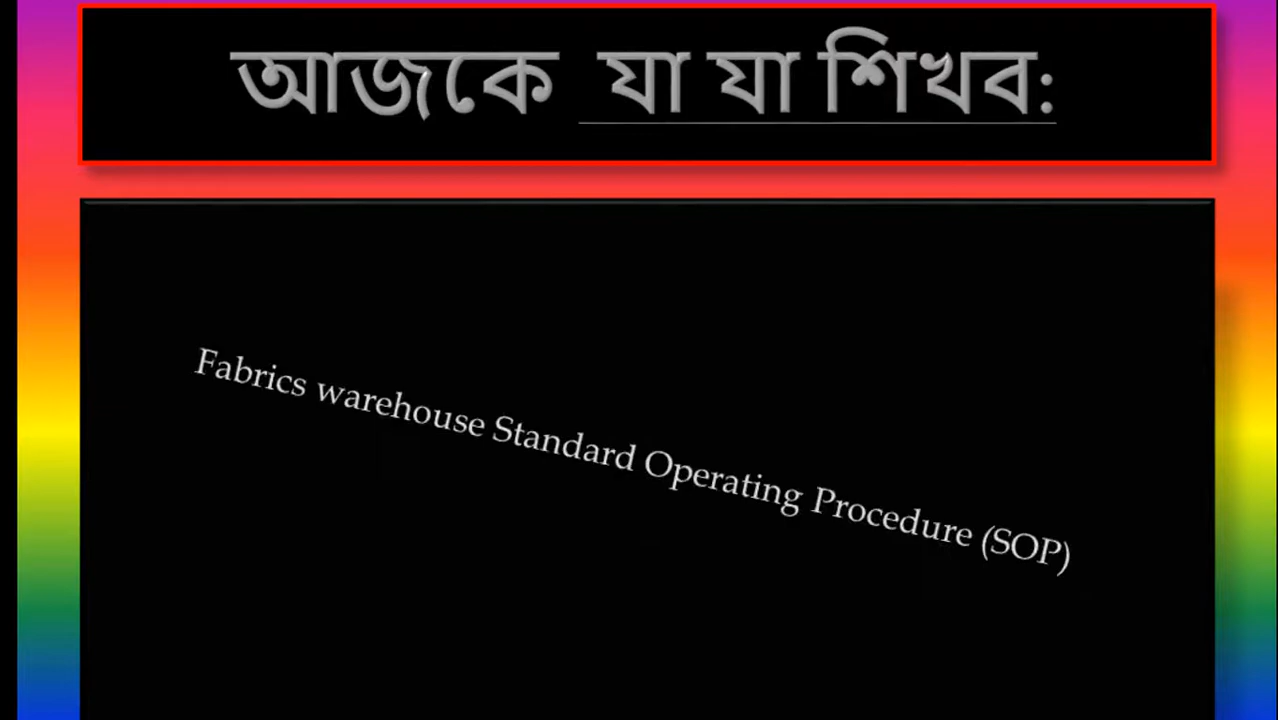 আজকে যা যা শিখব:
Fabrics warehouse Standard Operating Procedure (SOP)